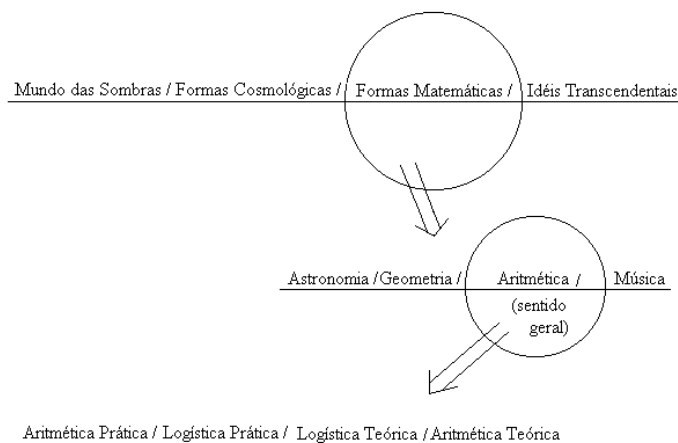 Mundo das Sombras / Formas Cosmológicas / Formas Matemáticas / Idéis Transcendentais
Astronomia /Geometria / Aritmética / Música
(sentido
geral)
Aritmética Prática / Logística Prática / Logística Teórica /Aritmética Teórica